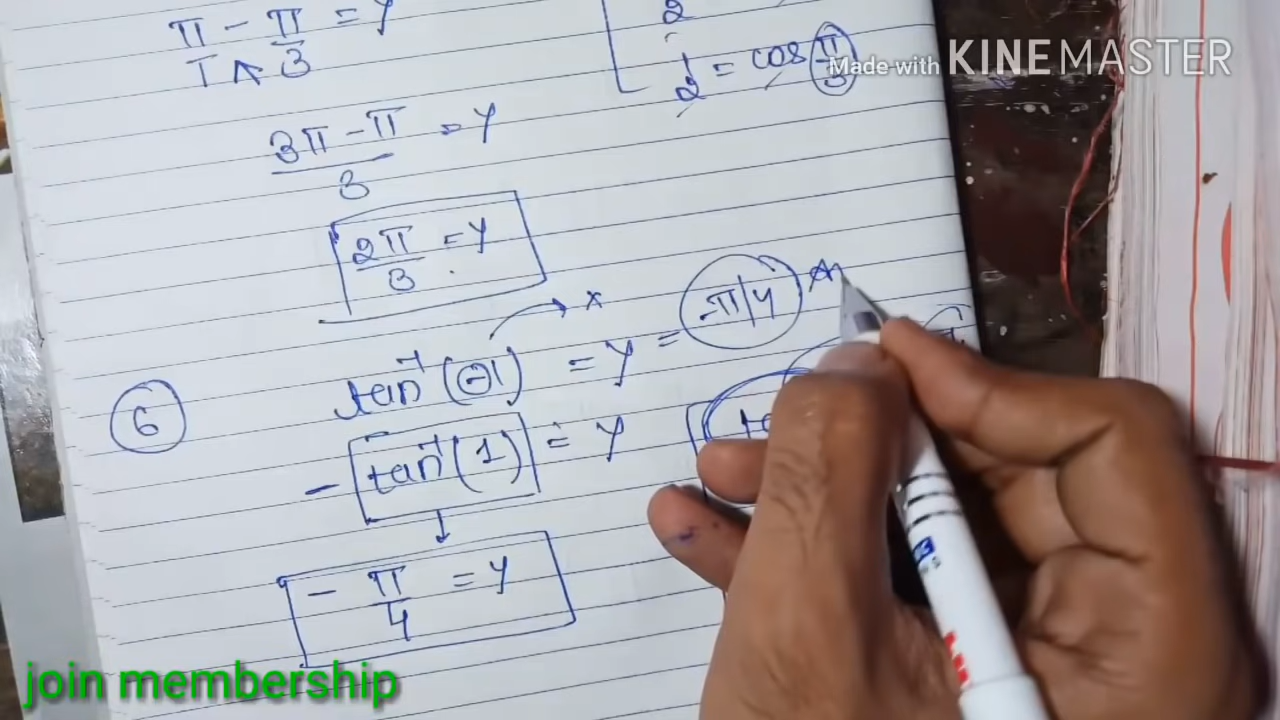 π/1 - π/3 = y
1/2 = cos π/3
Made with KINEMASTER
3π - π/3 = y
2π/3 = y
→ x
6 tan⁻¹(-1) = y = -π/4
- tan⁻¹(1) = y
- π/4 = y
join membership